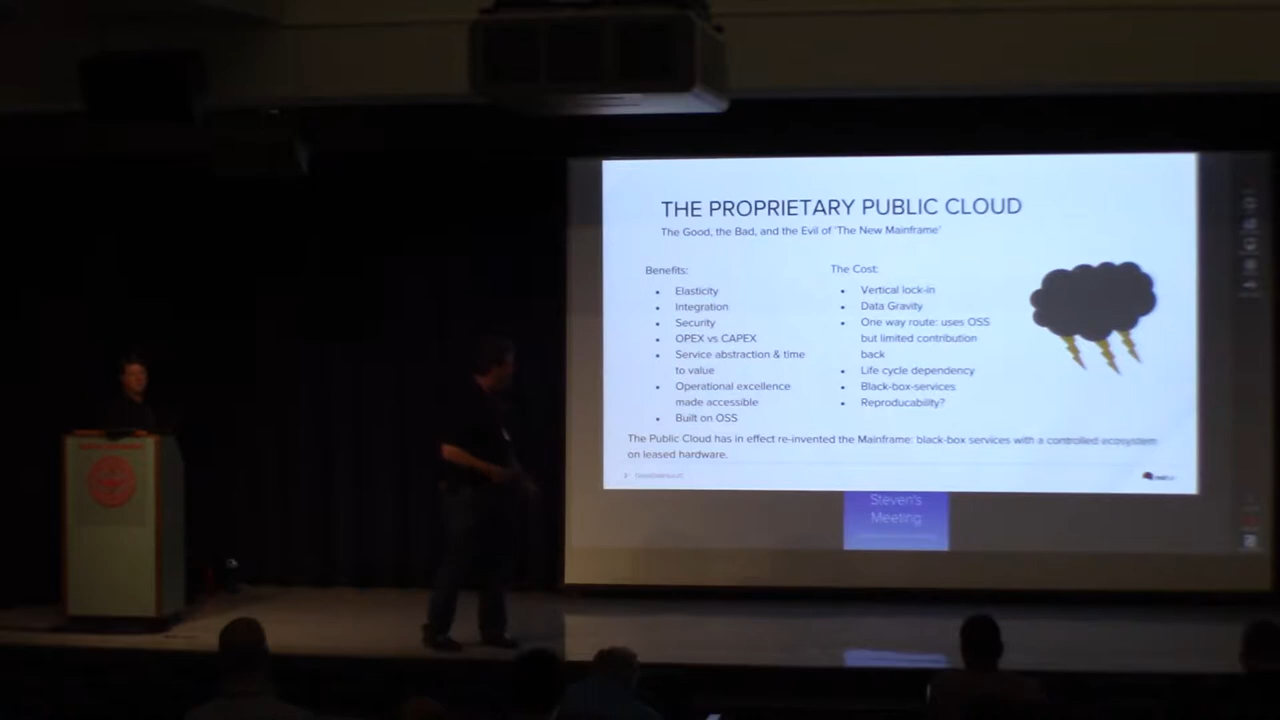 THE PROPRIETARY PUBLIC CLOUD
The Good, the Bad, and the Evil of 'The New Mainframe'
Benefits:
• Elasticity
• Integration
• Security
• OPEX vs CAPEX
• Service abstraction & time
to value
• Operational excellence
made accessible
• Built on OSS
The Cost:
• Vertical lock-in
• Data Gravity
• One way route: uses OSS
but limited contribution
back
• Life cycle dependency
• Black-box-services
• Reproducability?
The Public Cloud has in effect re-invented the Mainframe: black-box services with a controlled ecosystem
on leased hardware.
Steven's
Meeting